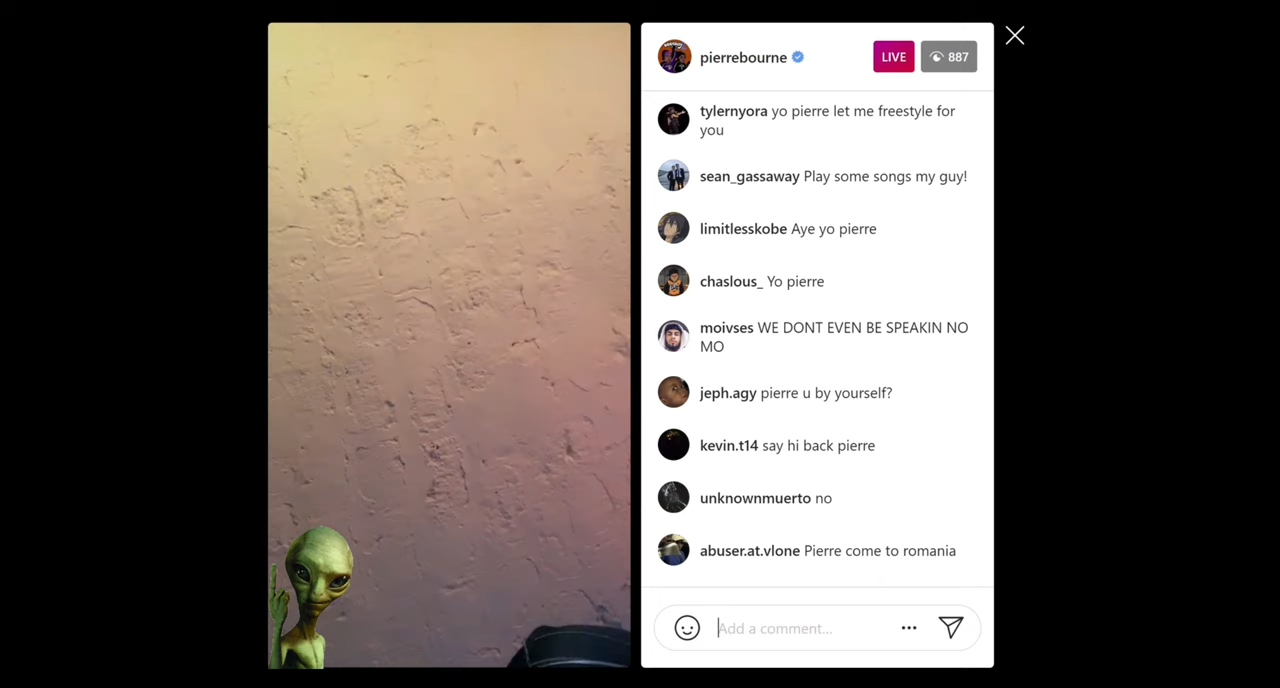 pierrebourne
LIVE
887
tylernyora yo pierre let me freestyle for
you
sean_gassaway Play some songs my guy!
limitlesskobe Aye yo pierre
chaslous_ Yo pierre
moivses WE DONT EVEN BE SPEAKIN NO
MO
jeph.agy pierre u by yourself?
kevin.t14 say hi back pierre
unknownmuerto no
abuser.at.vlone Pierre come to romania
Add a comment...